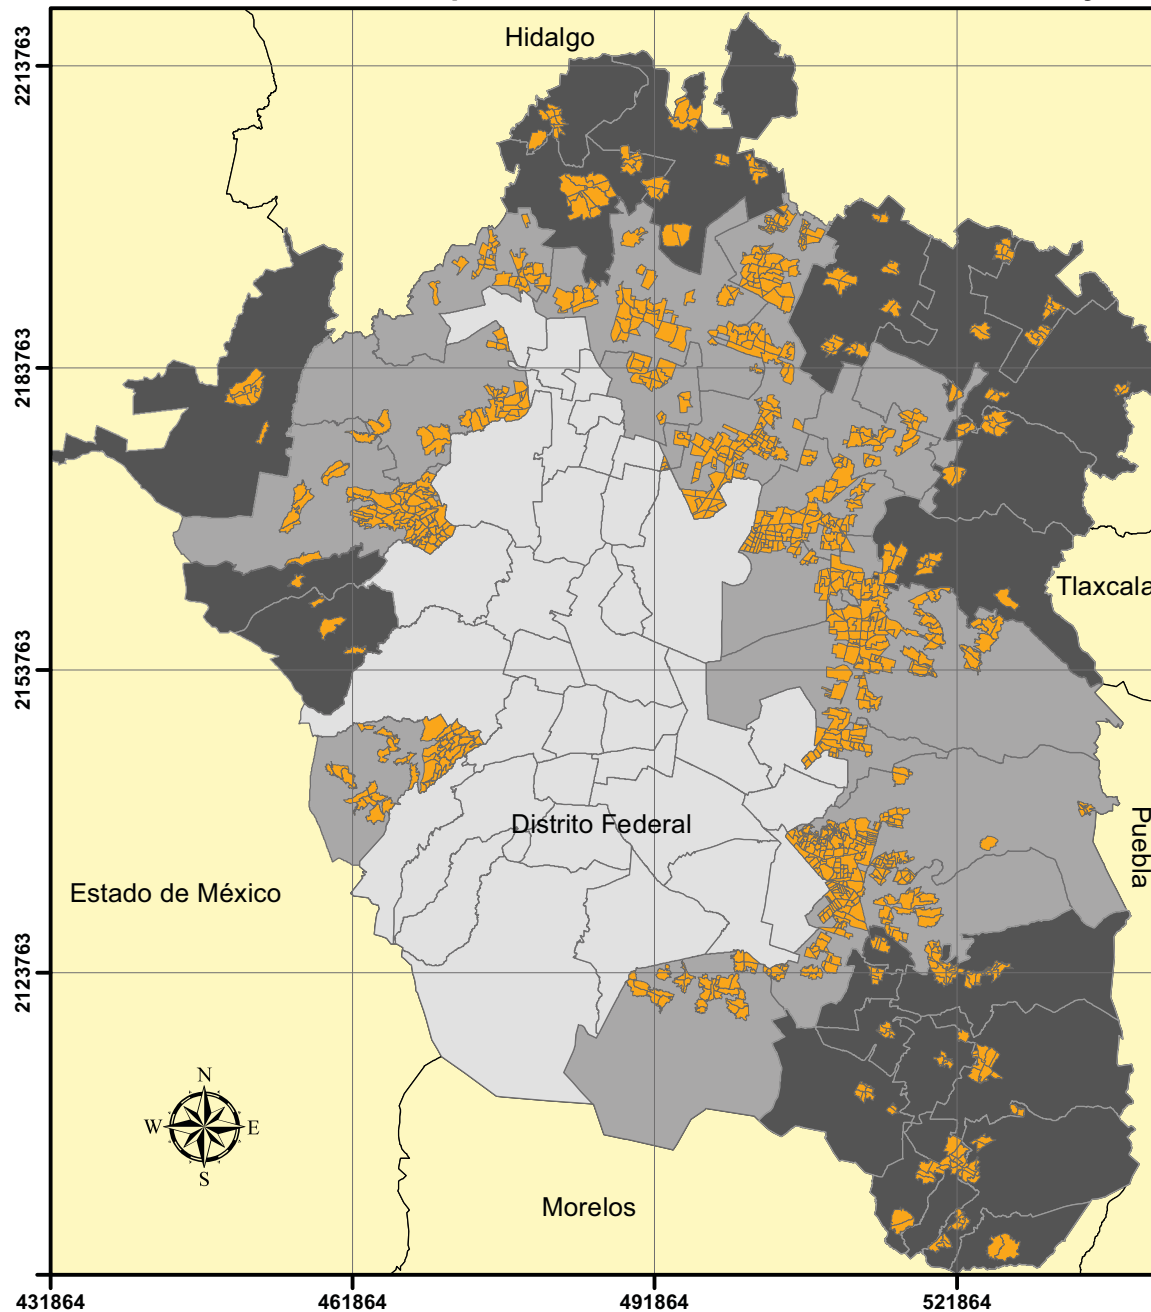 Hidalgo
2213763
2183763
Tlaxcala
2153763
Distrito Federal
Puebla
Estado de México
2123763
N
W E
S
Morelos
431864 461864 491864 521864